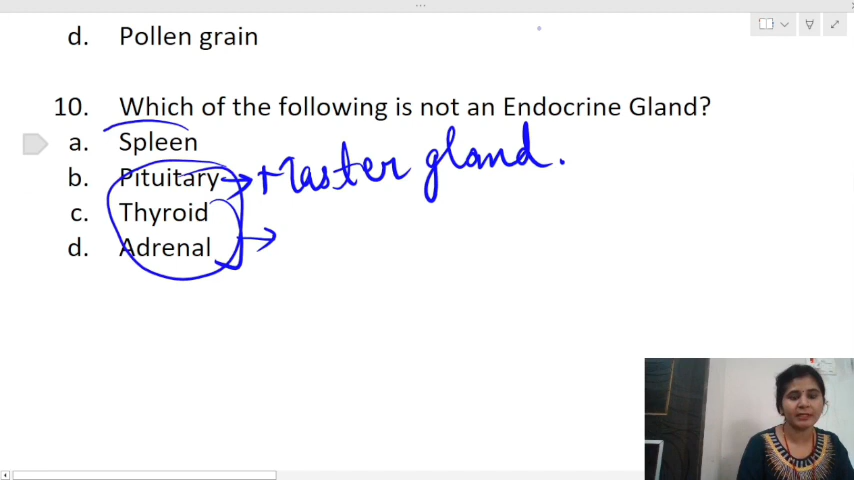 d. Pollen grain
10. Which of the following is not an Endocrine Gland?
a. Spleen
b. Pituitary → Master gland.
c. Thyroid
d. Adrenal →